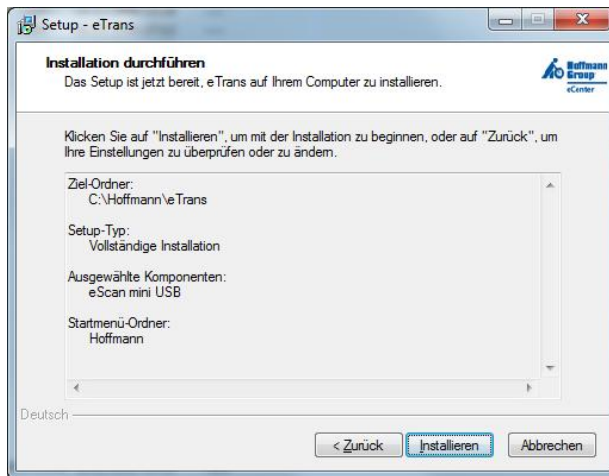 Setup - eTrans
Installation durchführen
Das Setup ist jetzt bereit, eTrans auf Ihrem Computer zu installieren.
Hoffmann
Group
eCenter
Klicken Sie auf "Installieren", um mit der Installation zu beginnen, oder auf "Zurück", um
Ihre Einstellungen zu überprüfen oder zu ändern.
Ziel-Ordner:
C:\Hoffmann\eTrans
Setup-Typ:
Vollständige Installation
Ausgewählte Komponenten:
eScan mini USB
Startmenü-Ordner:
Hoffmann
Deutsch
< Zurück
Installieren
Abbrechen